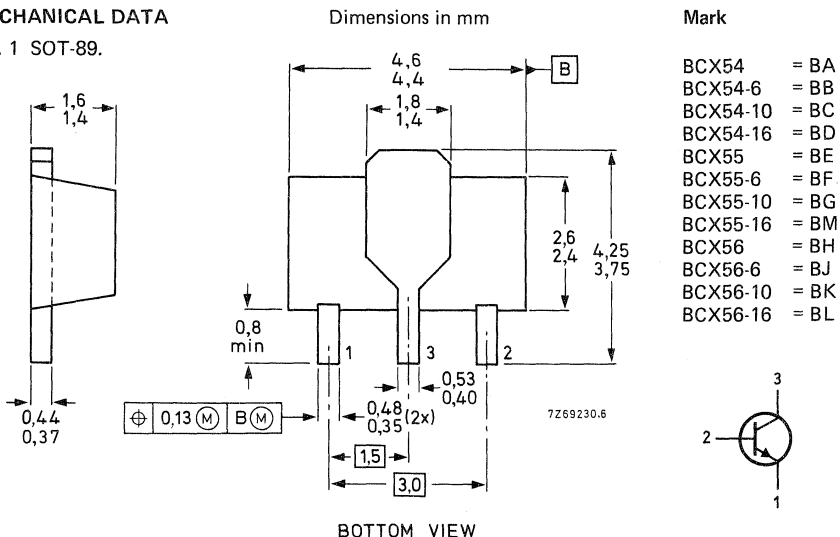 CHANICAL DATA
Dimensions in mm
Mark
. 1 SOT-89.
BCX54 = BA
BCX54-6 = BB
BCX54-10 = BC
BCX54-16 = BD
BCX55 = BE
BCX55-6 = BF
BCX55-10 = BG
BCX55-16 = BM
BCX56 = BH
BCX56-6 = BJ
BCX56-10 = BK
BCX56-16 = BL
4,6
4,4
B
1,6
1,4
1,8
1,4
2,6
2,4
4,25
3,75
0,8
min
1
3
2
0,44
0,37
0,13 M B M
0,48
0,35 (2x)
0,53
0,40
7Z69230.6
1,5
3,0
BOTTOM VIEW
3
2
1